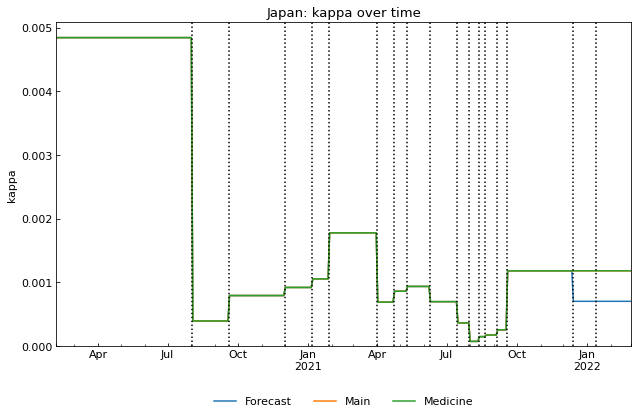 Japan: kappa over time
kappa
0.005
0.004
0.003
0.002
0.001
0.000
Apr Jul Oct Jan Apr Jul Oct Jan
2021 2022
Forecast Main Medicine